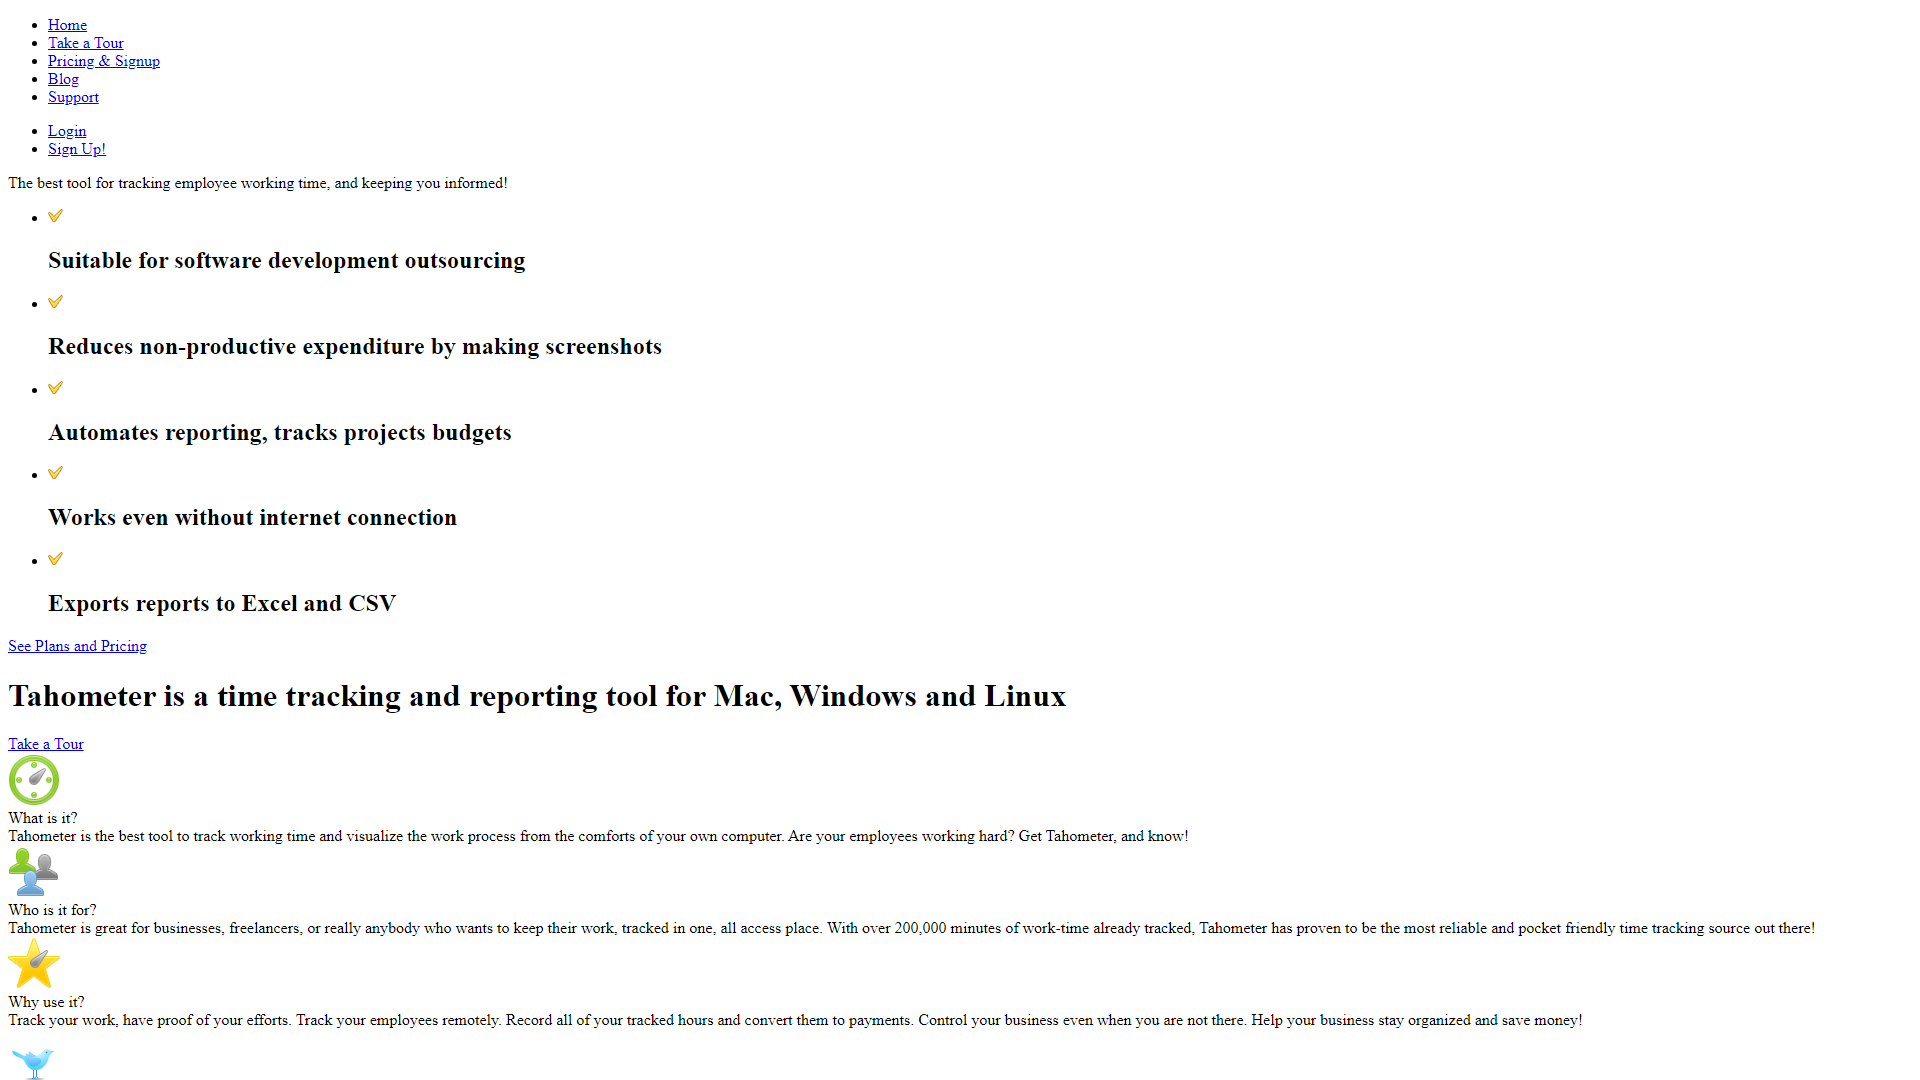 Home
Take a Tour
Pricing & Signup
Blog
Support
Login
Sign Up!
The best tool for tracking employee working time, and keeping you informed!
Suitable for software development outsourcing
Reduces non-productive expenditure by making screenshots
Automates reporting, tracks projects budgets
Works even without internet connection
Exports reports to Excel and CSV
See Plans and Pricing
Tahometer is a time tracking and reporting tool for Mac, Windows and Linux
Take a Tour
What is it?
Tahometer is the best tool to track working time and visualize the work process from the comforts of your own computer. Are your employees working hard? Get Tahometer, and know!
Who is it for?
Tahometer is great for businesses, freelancers, or really anybody who wants to keep their work, tracked in one, all access place. With over 200,000 minutes of work-time already tracked, Tahometer has proven to be the most reliable and pocket friendly time tracking source out there!
Why use it?
Track your work, have proof of your efforts. Track your employees remotely. Record all of your tracked hours and convert them to payments. Control your business even when you are not there. Help your business stay organized and save money!